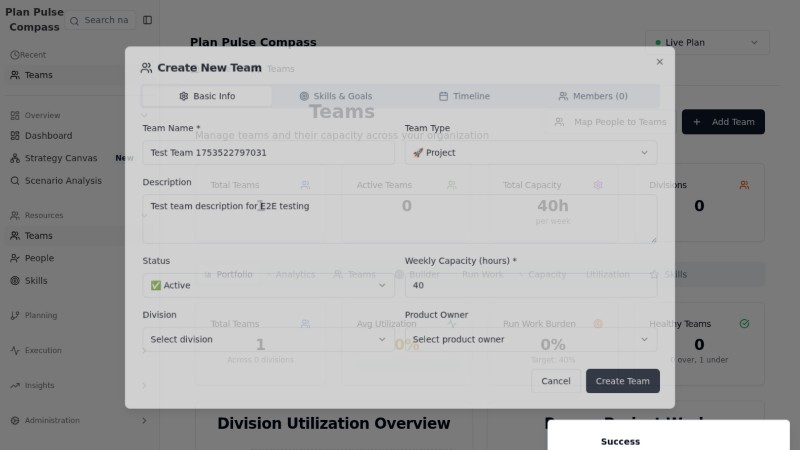 Plan Pulse
Compass
Search na
Recent
Teams
Overview
Dashboard
Strategy Canvas New
Scenario Analysis
Resources
Teams
People
Skills
Planning
Execution
Insights
Administration
Plan Pulse Compass
Live Plan
Teams
Teams
Manage teams and their capacity across your organization
Map People to Teams
+ Add Team
Create New Team
Basic Info
Skills & Goals
Timeline
Members (0)
Team Name *
Team Type
Test Team 1753522797031
🚀 Project
Description
Test team description for E2E testing
Status
Weekly Capacity (hours) *
✅ Active
40
Division
Product Owner
Select division
Select product owner
Cancel
Create Team
Total Teams
1
Active Teams
0
Total Capacity
40h
per week
Divisions
0
Portfolio
Analytics
Teams
Builder
Run Work
Capacity
Utilization
Skills
Total Teams
1
Across 0 divisions
Avg Utilization
0%
Run Work Burden
0%
Healthy Teams
0
0 over, 1 under
Division Utilization Overview
Success